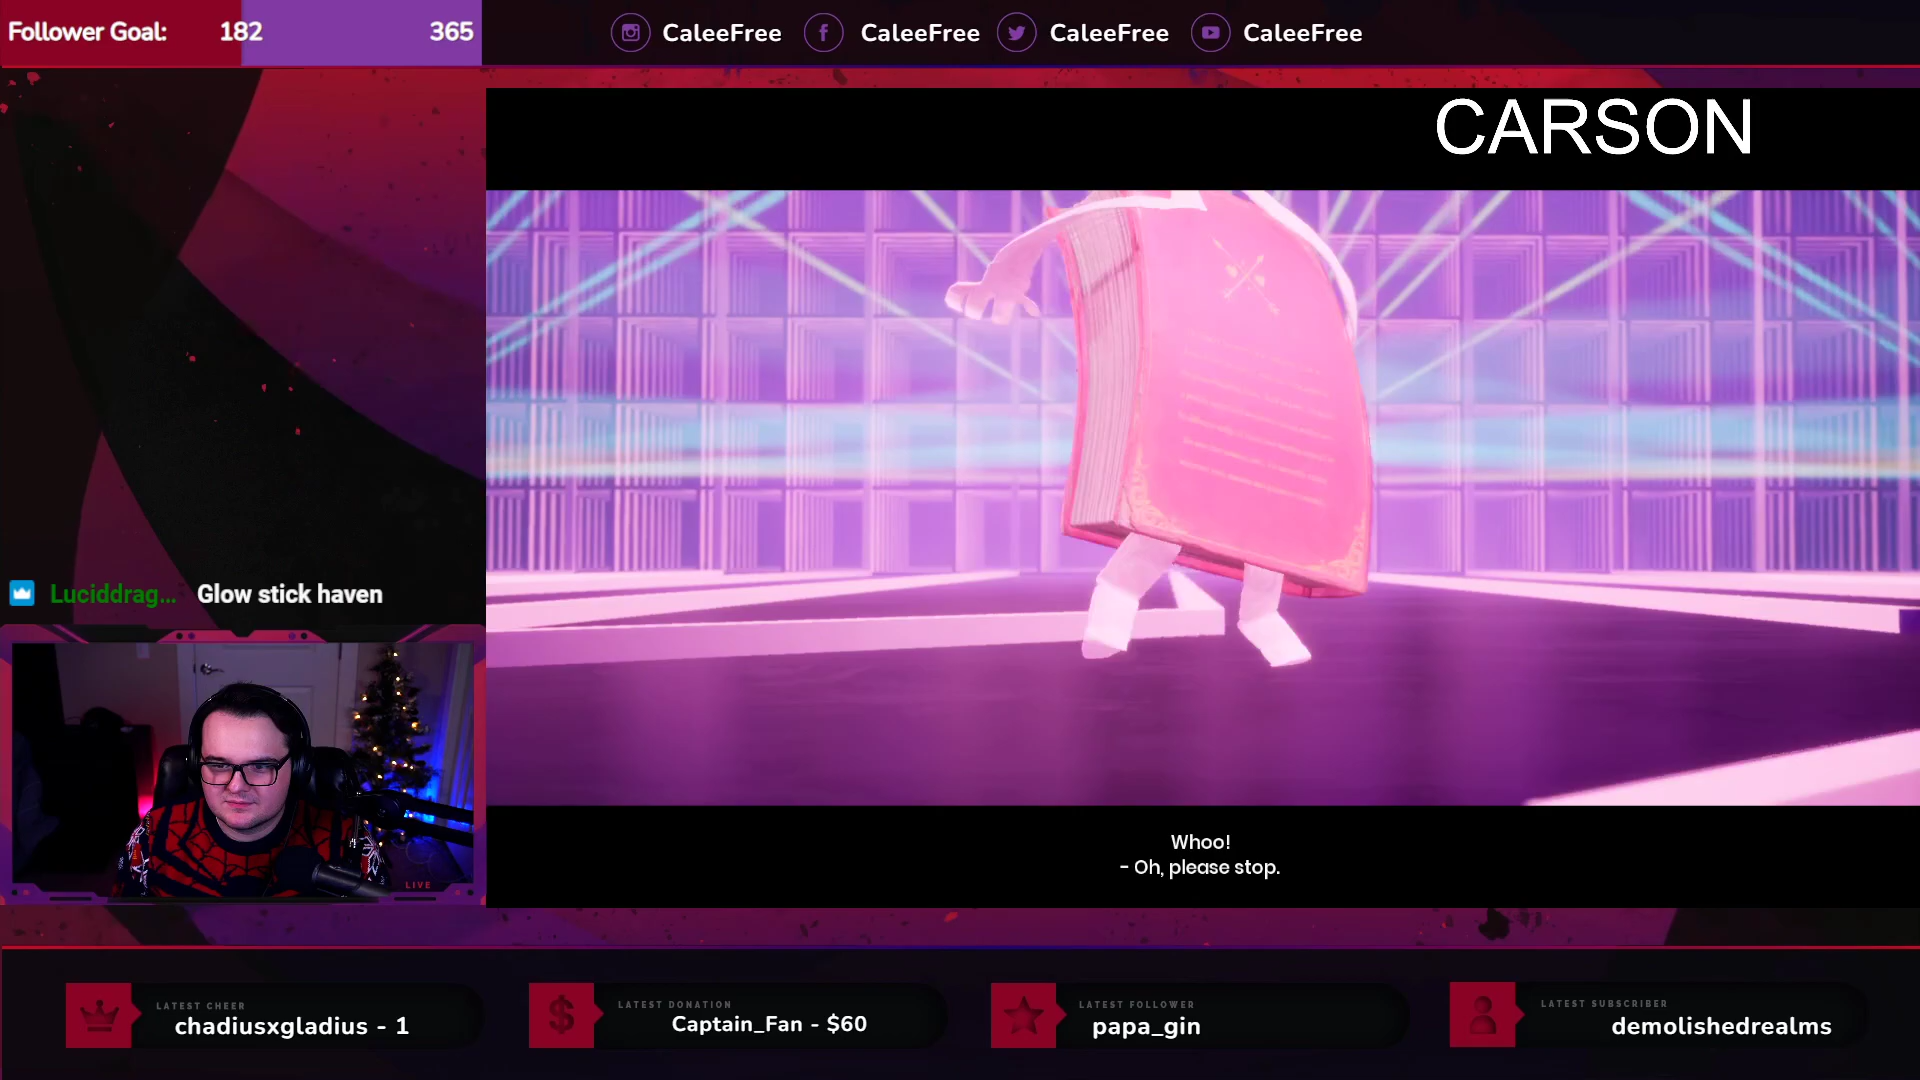 Follower Goal: 182 365
CaleeFree CaleeFree CaleeFree CaleeFree
CARSON
Luciddrag... Glow stick haven
LIVE
Whoo!
- Oh, please stop.
LATEST CHEER
chadiusxgladius - 1
LATEST DONATION
Captain_Fan - $60
LATEST FOLLOWER
papa_gin
LATEST SUBSCRIBER
demolishedrealms